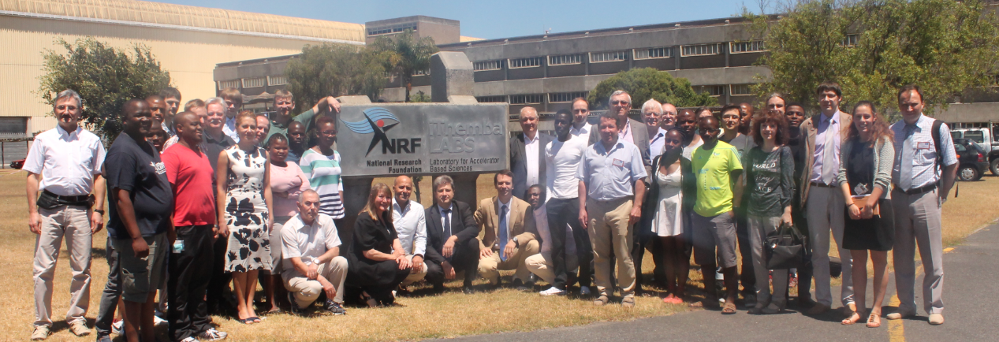 NRF
National Research
Foundation
iThemba
LABS
Laboratory for Accelerator
Based Sciences